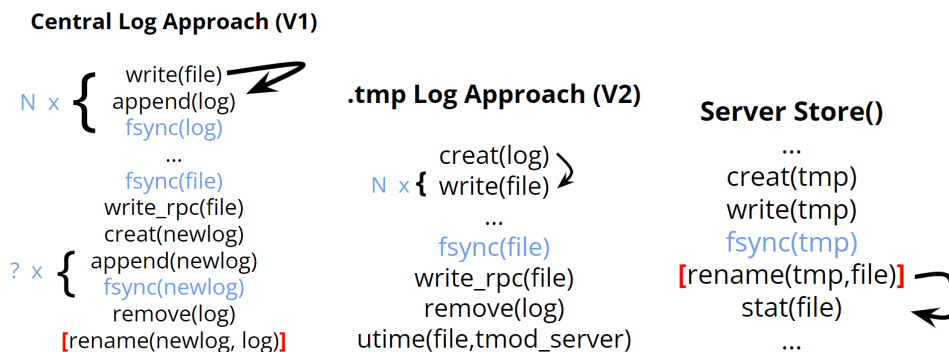 Central Log Approach (V1)
N x { write(file)
append(log)
fsync(log)
...
fsync(file)
write_rpc(file)
creat(newlog)
? x { append(newlog)
fsync(newlog)
remove(log)
[rename(newlog, log)]
.tmp Log Approach (V2)
creat(log)
N x { write(file)
...
fsync(file)
write_rpc(file)
remove(log)
utime(file,tmod_server)
Server Store()
...
creat(tmp)
write(tmp)
fsync(tmp)
[rename(tmp,file)]
stat(file)
...